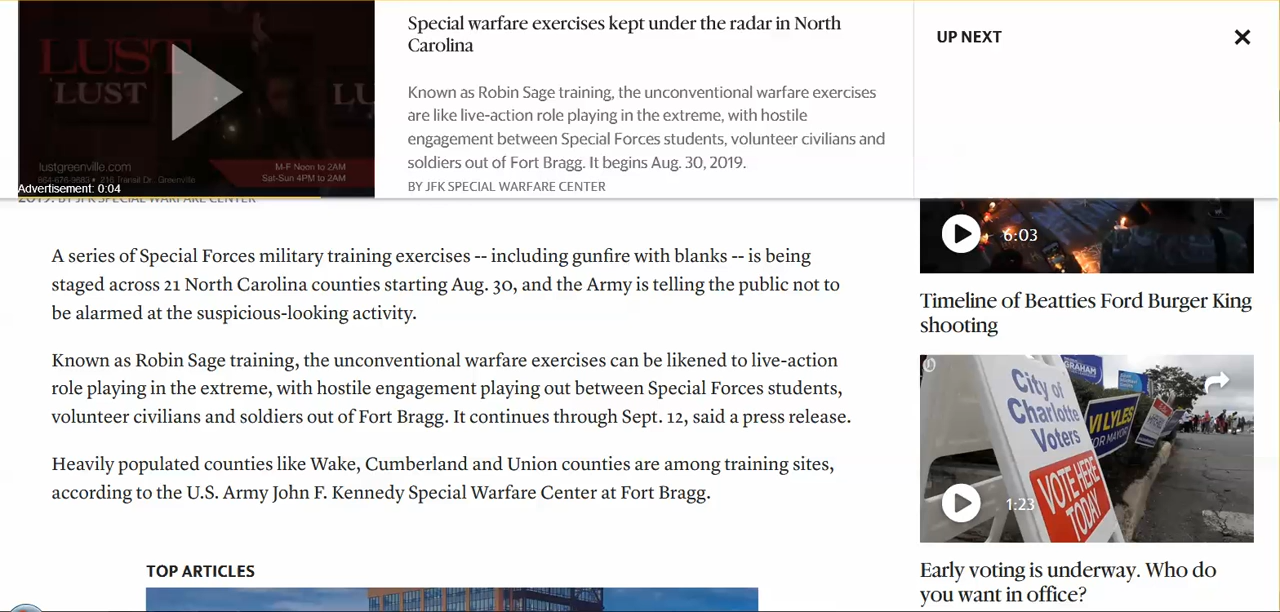 LUST
LUST
LU
lustgreenville.com
M-F Noon to 2AM
Sat-Sun 4PM to 2AM
216 Transit Dr., Greenville
Advertisement: 0:04
Special warfare exercises kept under the radar in North
Carolina
Known as Robin Sage training, the unconventional warfare exercises
are like live-action role playing in the extreme, with hostile
engagement between Special Forces students, volunteer civilians and
soldiers out of Fort Bragg. It begins Aug. 30, 2019.
BY JFK SPECIAL WARFARE CENTER
UP NEXT
2019. BY JFK SPECIAL WARFARE CENTER
A series of Special Forces military training exercises -- including gunfire with blanks -- is being
staged across 21 North Carolina counties starting Aug. 30, and the Army is telling the public not to
be alarmed at the suspicious-looking activity.
Known as Robin Sage training, the unconventional warfare exercises can be likened to live-action
role playing in the extreme, with hostile engagement playing out between Special Forces students,
volunteer civilians and soldiers out of Fort Bragg. It continues through Sept. 12, said a press release.
Heavily populated counties like Wake, Cumberland and Union counties are among training sites,
according to the U.S. Army John F. Kennedy Special Warfare Center at Fort Bragg.
TOP ARTICLES
6:03
Timeline of Beatties Ford Burger King
shooting
GRAHAM
City of
Charlotte
Voters
VI LYLES
FOR MAYOR
VOTE HERE
TODAY
1:23
Early voting is underway. Who do
you want in office?